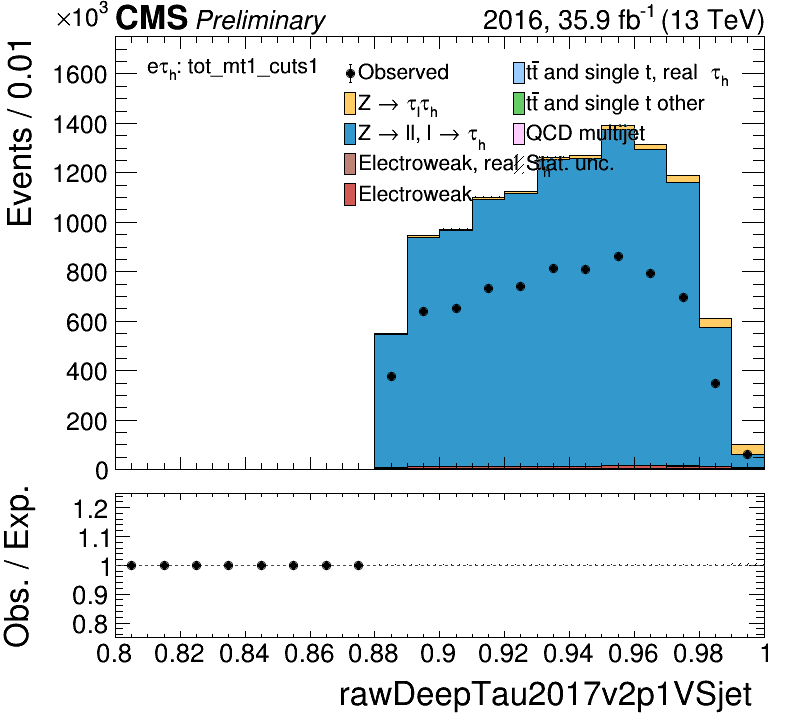 ×10³ CMS Preliminary 2016, 35.9 fb⁻¹ (13 TeV)
Events / 0.01
eτh: tot_mt1_cuts1
Observed
Z → τlτh
Z → ll, l → τh
Electroweak, real τh
Electroweak
tt̄ and single t, real τh
tt̄ and single t other
QCD multijet
Stat. unc.
1600
1400
1200
1000
800
600
400
200
0
Obs. / Exp.
1.2
1.1
1
0.9
0.8
0.8 0.82 0.84 0.86 0.88 0.9 0.92 0.94 0.96 0.98 1
rawDeepTau2017v2p1VSjet